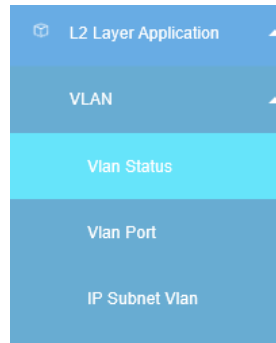 L2 Layer Application
VLAN
Vlan Status
Vlan Port
IP Subnet Vlan